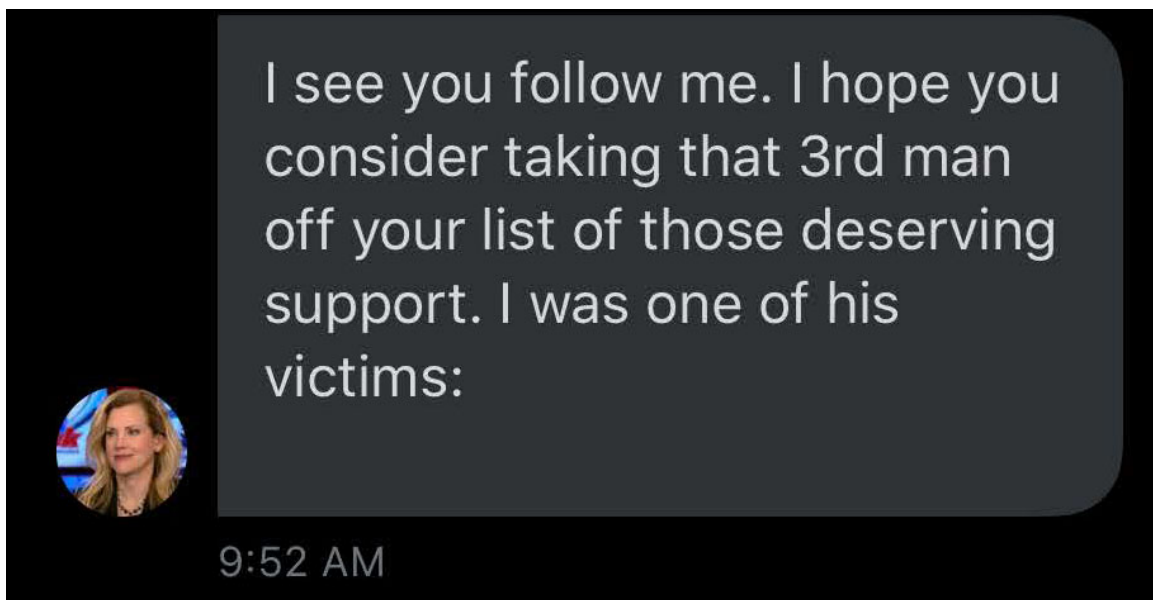 I see you follow me. I hope you
consider taking that 3rd man
off your list of those deserving
support. I was one of his
victims:
9:52 AM